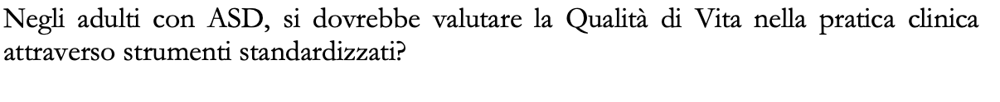 Negli adulti con ASD, si dovrebbe valutare la Qualità di Vita nella pratica clinica
attraverso strumenti standardizzati?